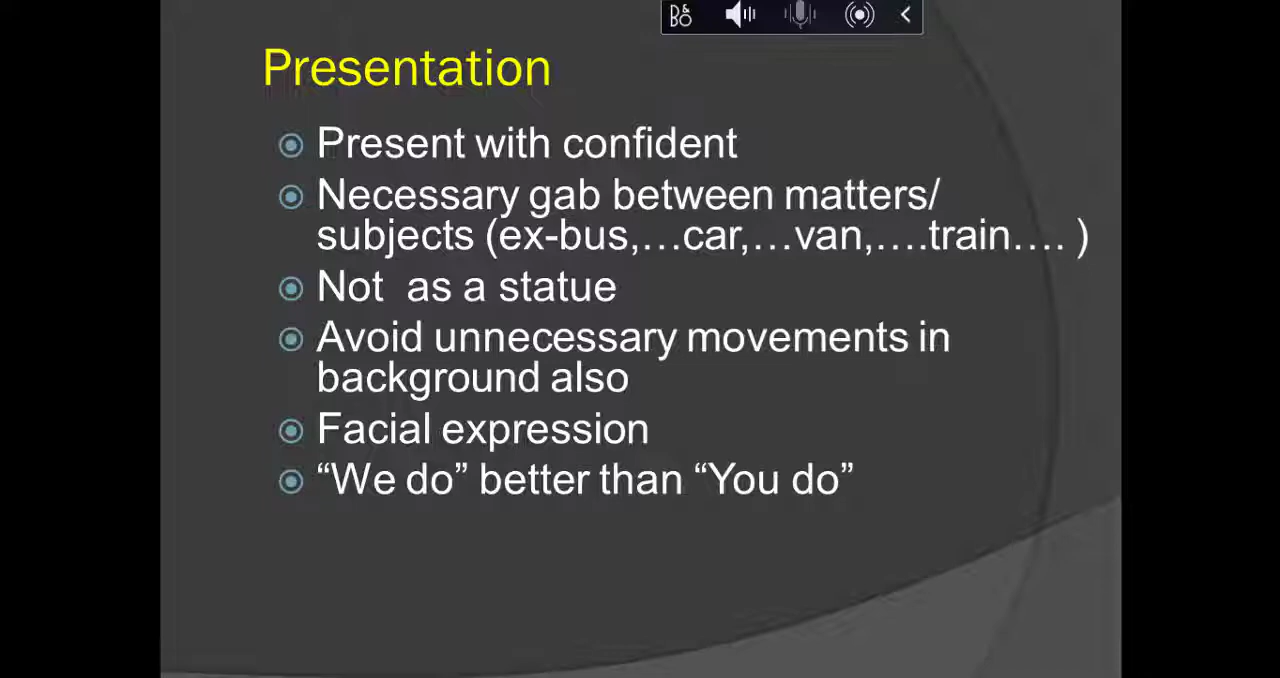 B&O
Presentation
Present with confident
Necessary gab between matters/
subjects (ex-bus,…car,…van,….train…. )
Not as a statue
Avoid unnecessary movements in
background also
Facial expression
“We do” better than “You do”